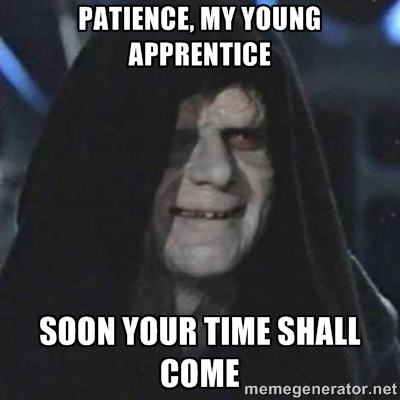 PATIENCE, MY YOUNG
APPRENTICE
SOON YOUR TIME SHALL
COME
memegenerator.net